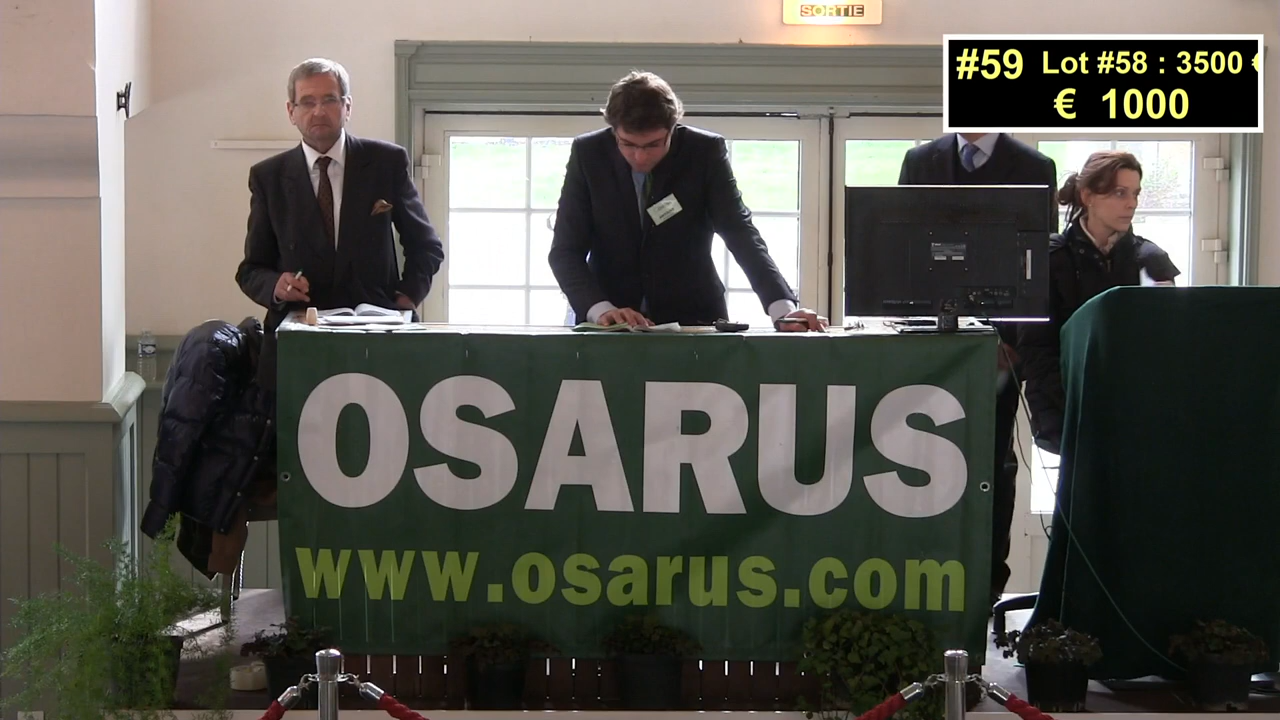 SORTIE
#59 Lot #58 : 3500 €
€ 1000
OSARUS
www.osarus.com